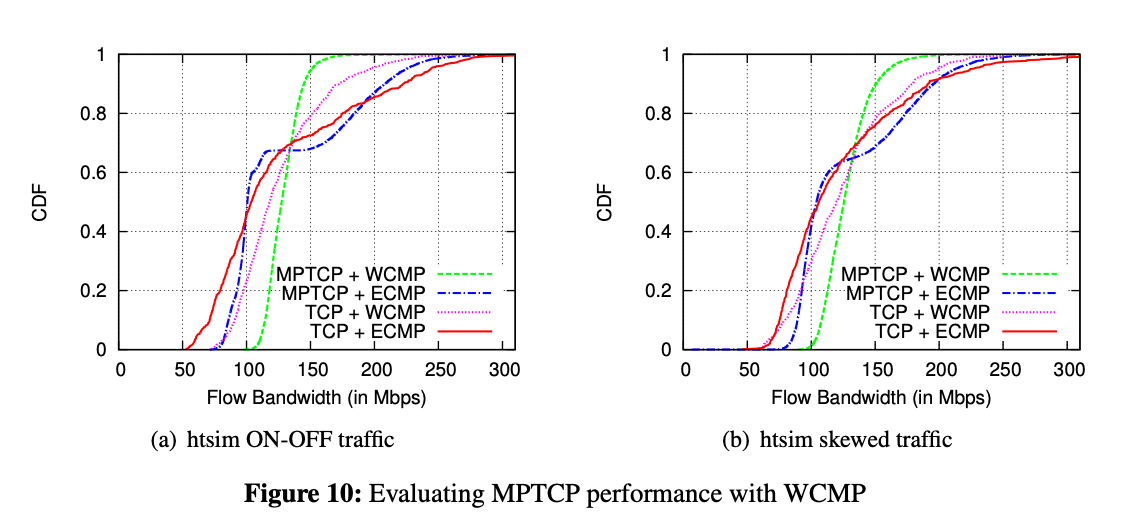 1
0.8
0.6
0.4
0.2
0
CDF
MPTCP + WCMP
MPTCP + ECMP
TCP + WCMP
TCP + ECMP
0 50 100 150 200 250 300
Flow Bandwidth (in Mbps)
(a) htsim ON-OFF traffic
1
0.8
0.6
0.4
0.2
0
CDF
MPTCP + WCMP
MPTCP + ECMP
TCP + WCMP
TCP + ECMP
0 50 100 150 200 250 300
Flow Bandwidth (in Mbps)
(b) htsim skewed traffic
Figure 10: Evaluating MPTCP performance with WCMP